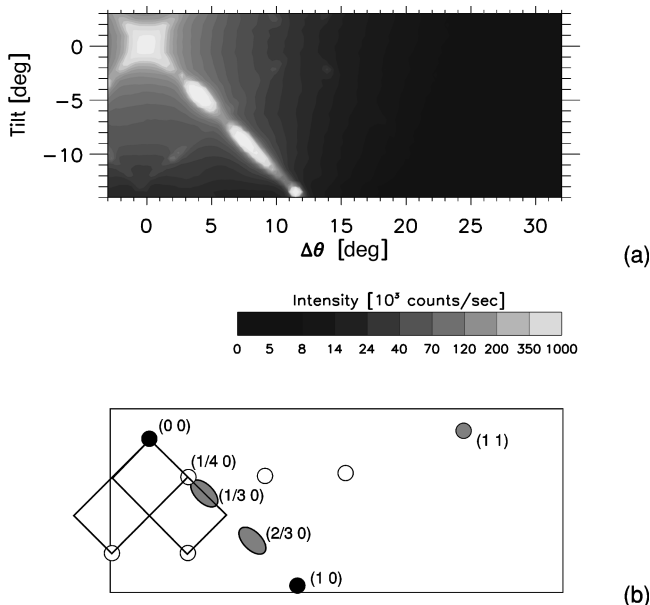 0
−5
−10
Tilt [deg]
0 5 10 15 20 25 30
Δθ [deg]
(a)
Intensity [10³ counts/sec]
0 5 8 14 24 40 70 120 200 350 1000
(0 0)
(1 1)
(1/4 0)
(1/3 0)
(2/3 0)
(1 0)
(b)